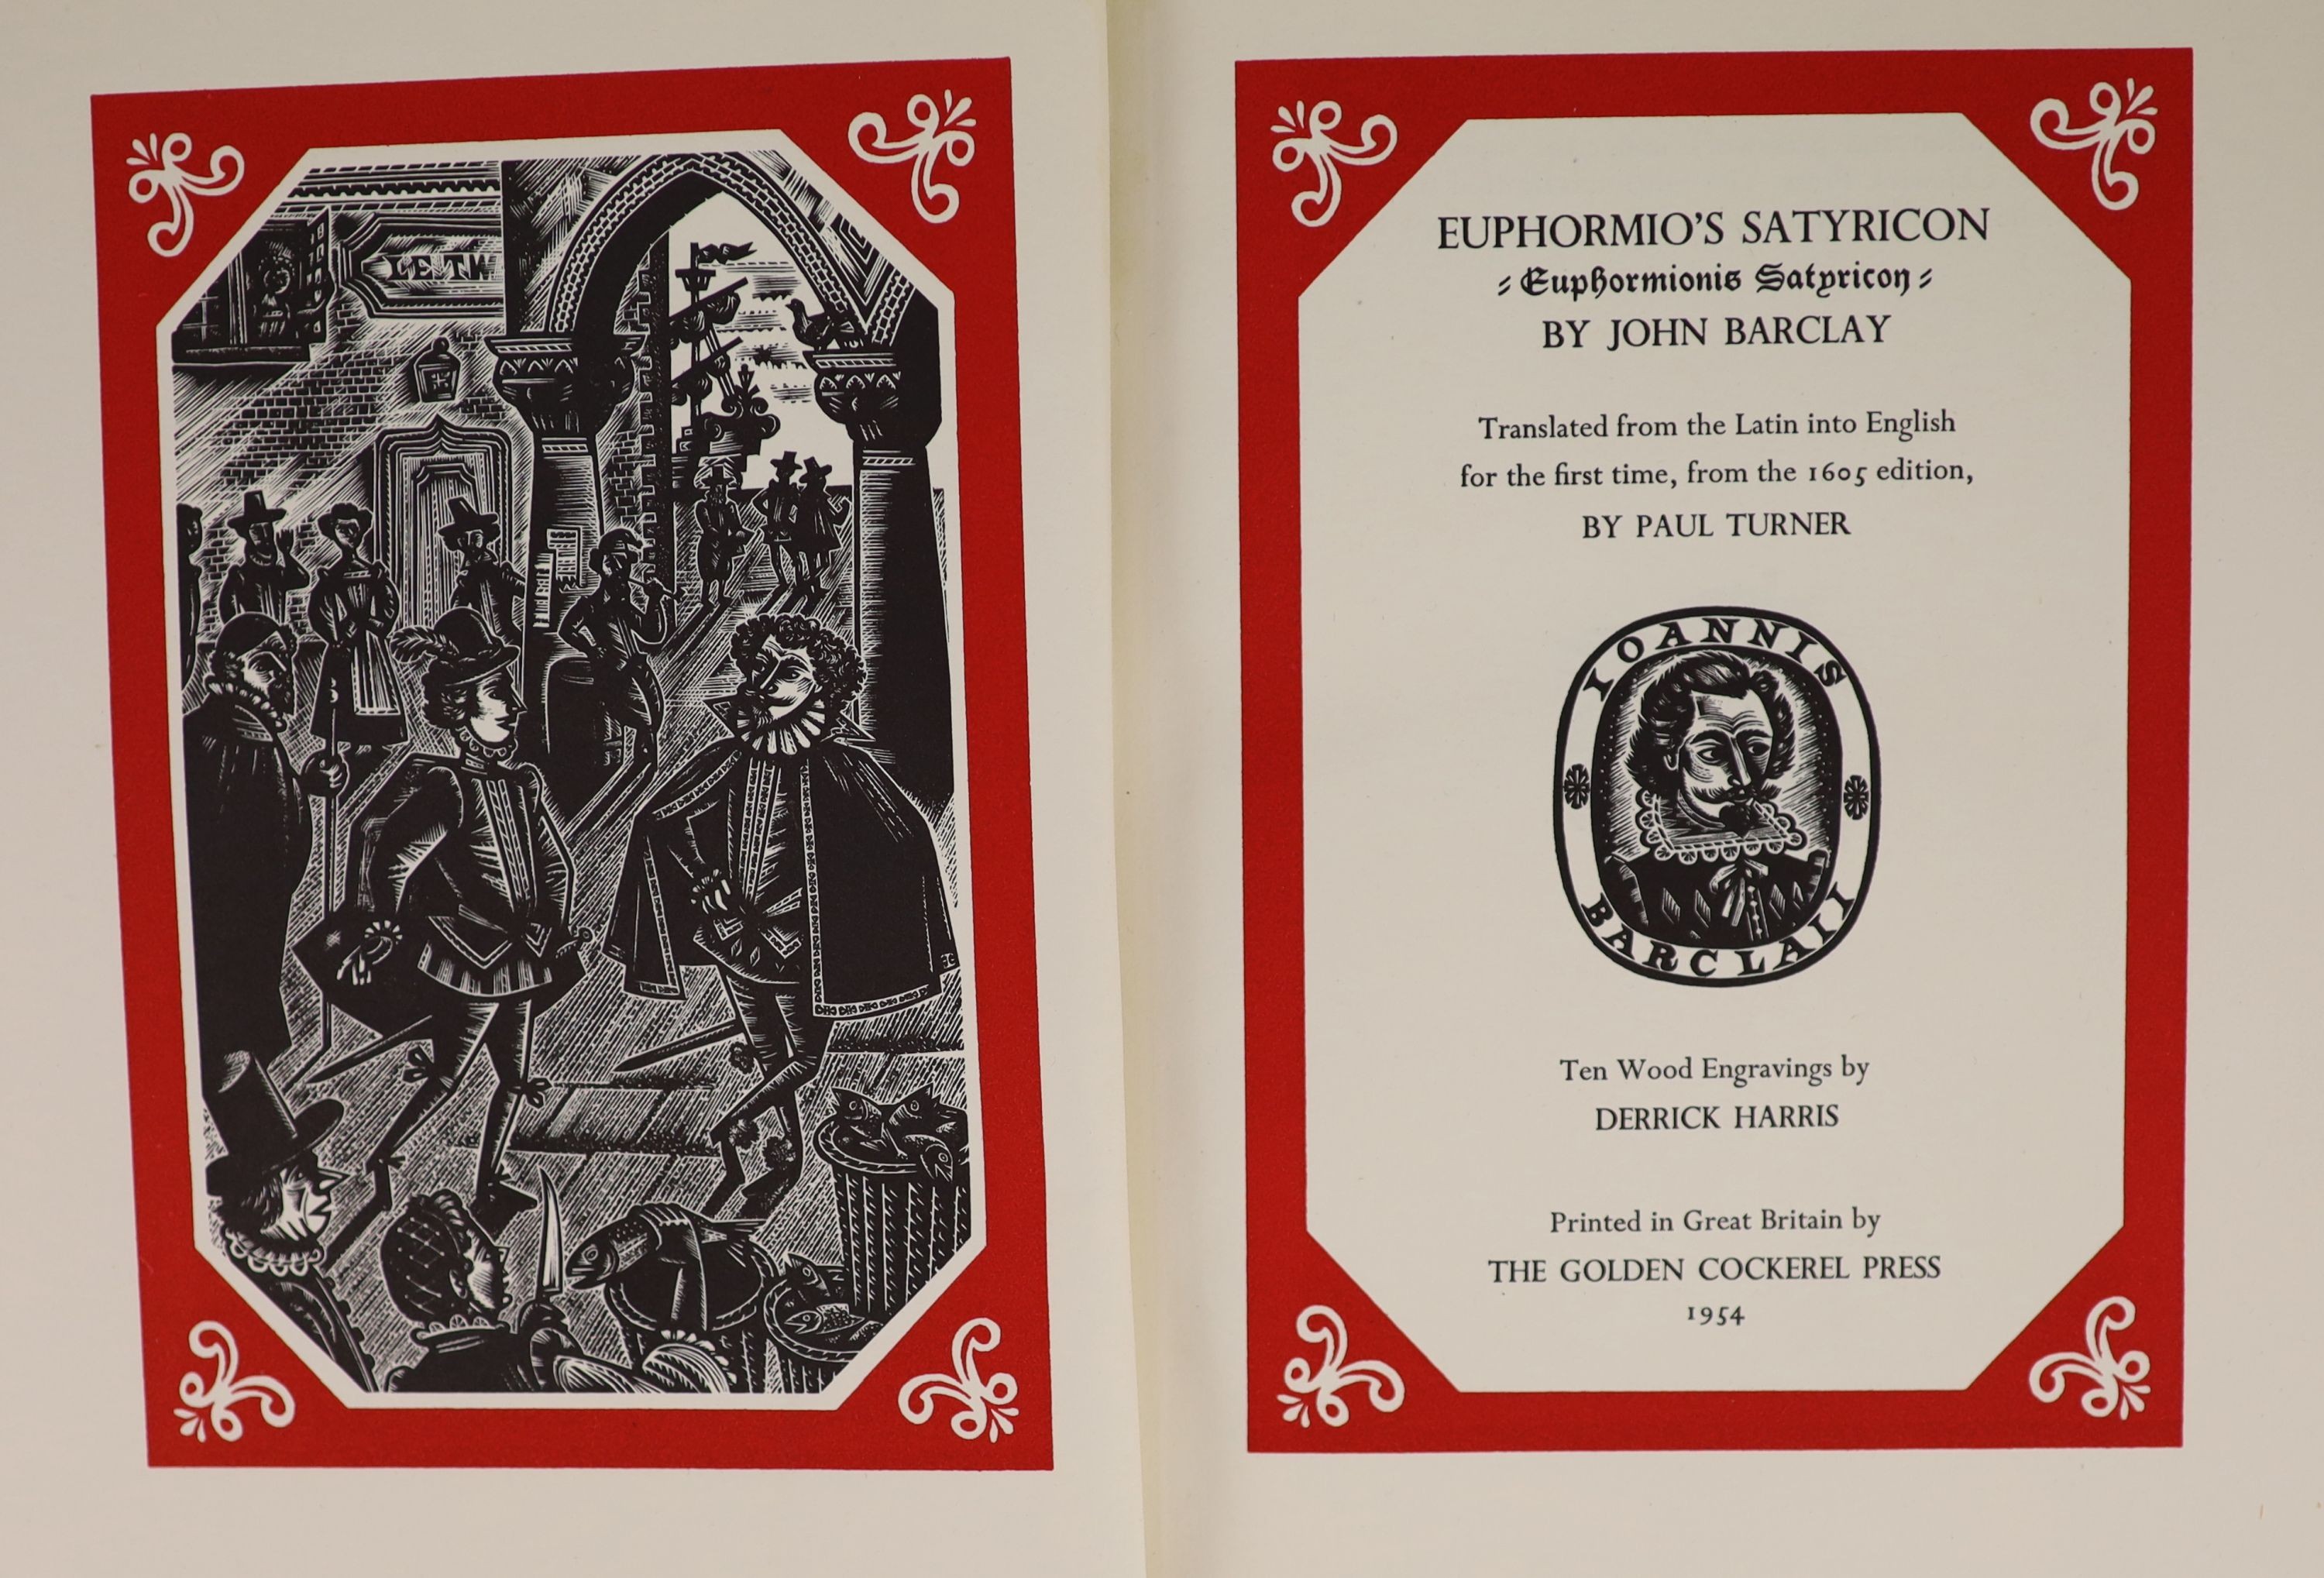 LE TW
EUPHORMIO'S SATYRICON
Euphormionis Satyricon
BY JOHN BARCLAY
Translated from the Latin into English
for the first time, from the 1605 edition,
BY PAUL TURNER
IOANNIS
BARCLAII
Ten Wood Engravings by
DERRICK HARRIS
Printed in Great Britain by
THE GOLDEN COCKEREL PRESS
1954